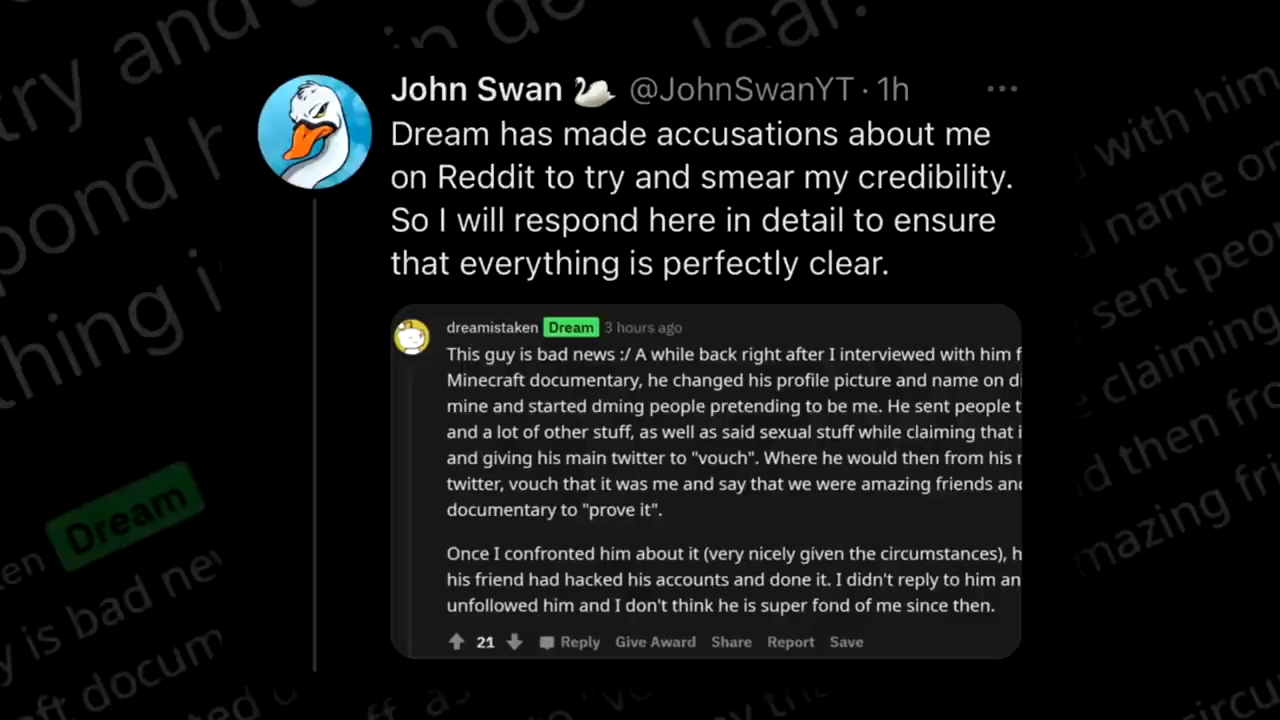 John Swan 🦢 @JohnSwanYT · 1h
Dream has made accusations about me
on Reddit to try and smear my credibility.
So I will respond here in detail to ensure
that everything is perfectly clear.
dreamistaken Dream 3 hours ago
This guy is bad news :/ A while back right after I interviewed with him f
Minecraft documentary, he changed his profile picture and name on di
mine and started dming people pretending to be me. He sent people t
and a lot of other stuff, as well as said sexual stuff while claiming that i
and giving his main twitter to "vouch". Where he would then from his
twitter, vouch that it was me and say that we were amazing friends and
documentary to "prove it".
Once I confronted him about it (very nicely given the circumstances), h
his friend had hacked his accounts and done it. I didn't reply to him an
unfollowed him and I don't think he is super fond of me since then.
21 Reply Give Award Share Report Save